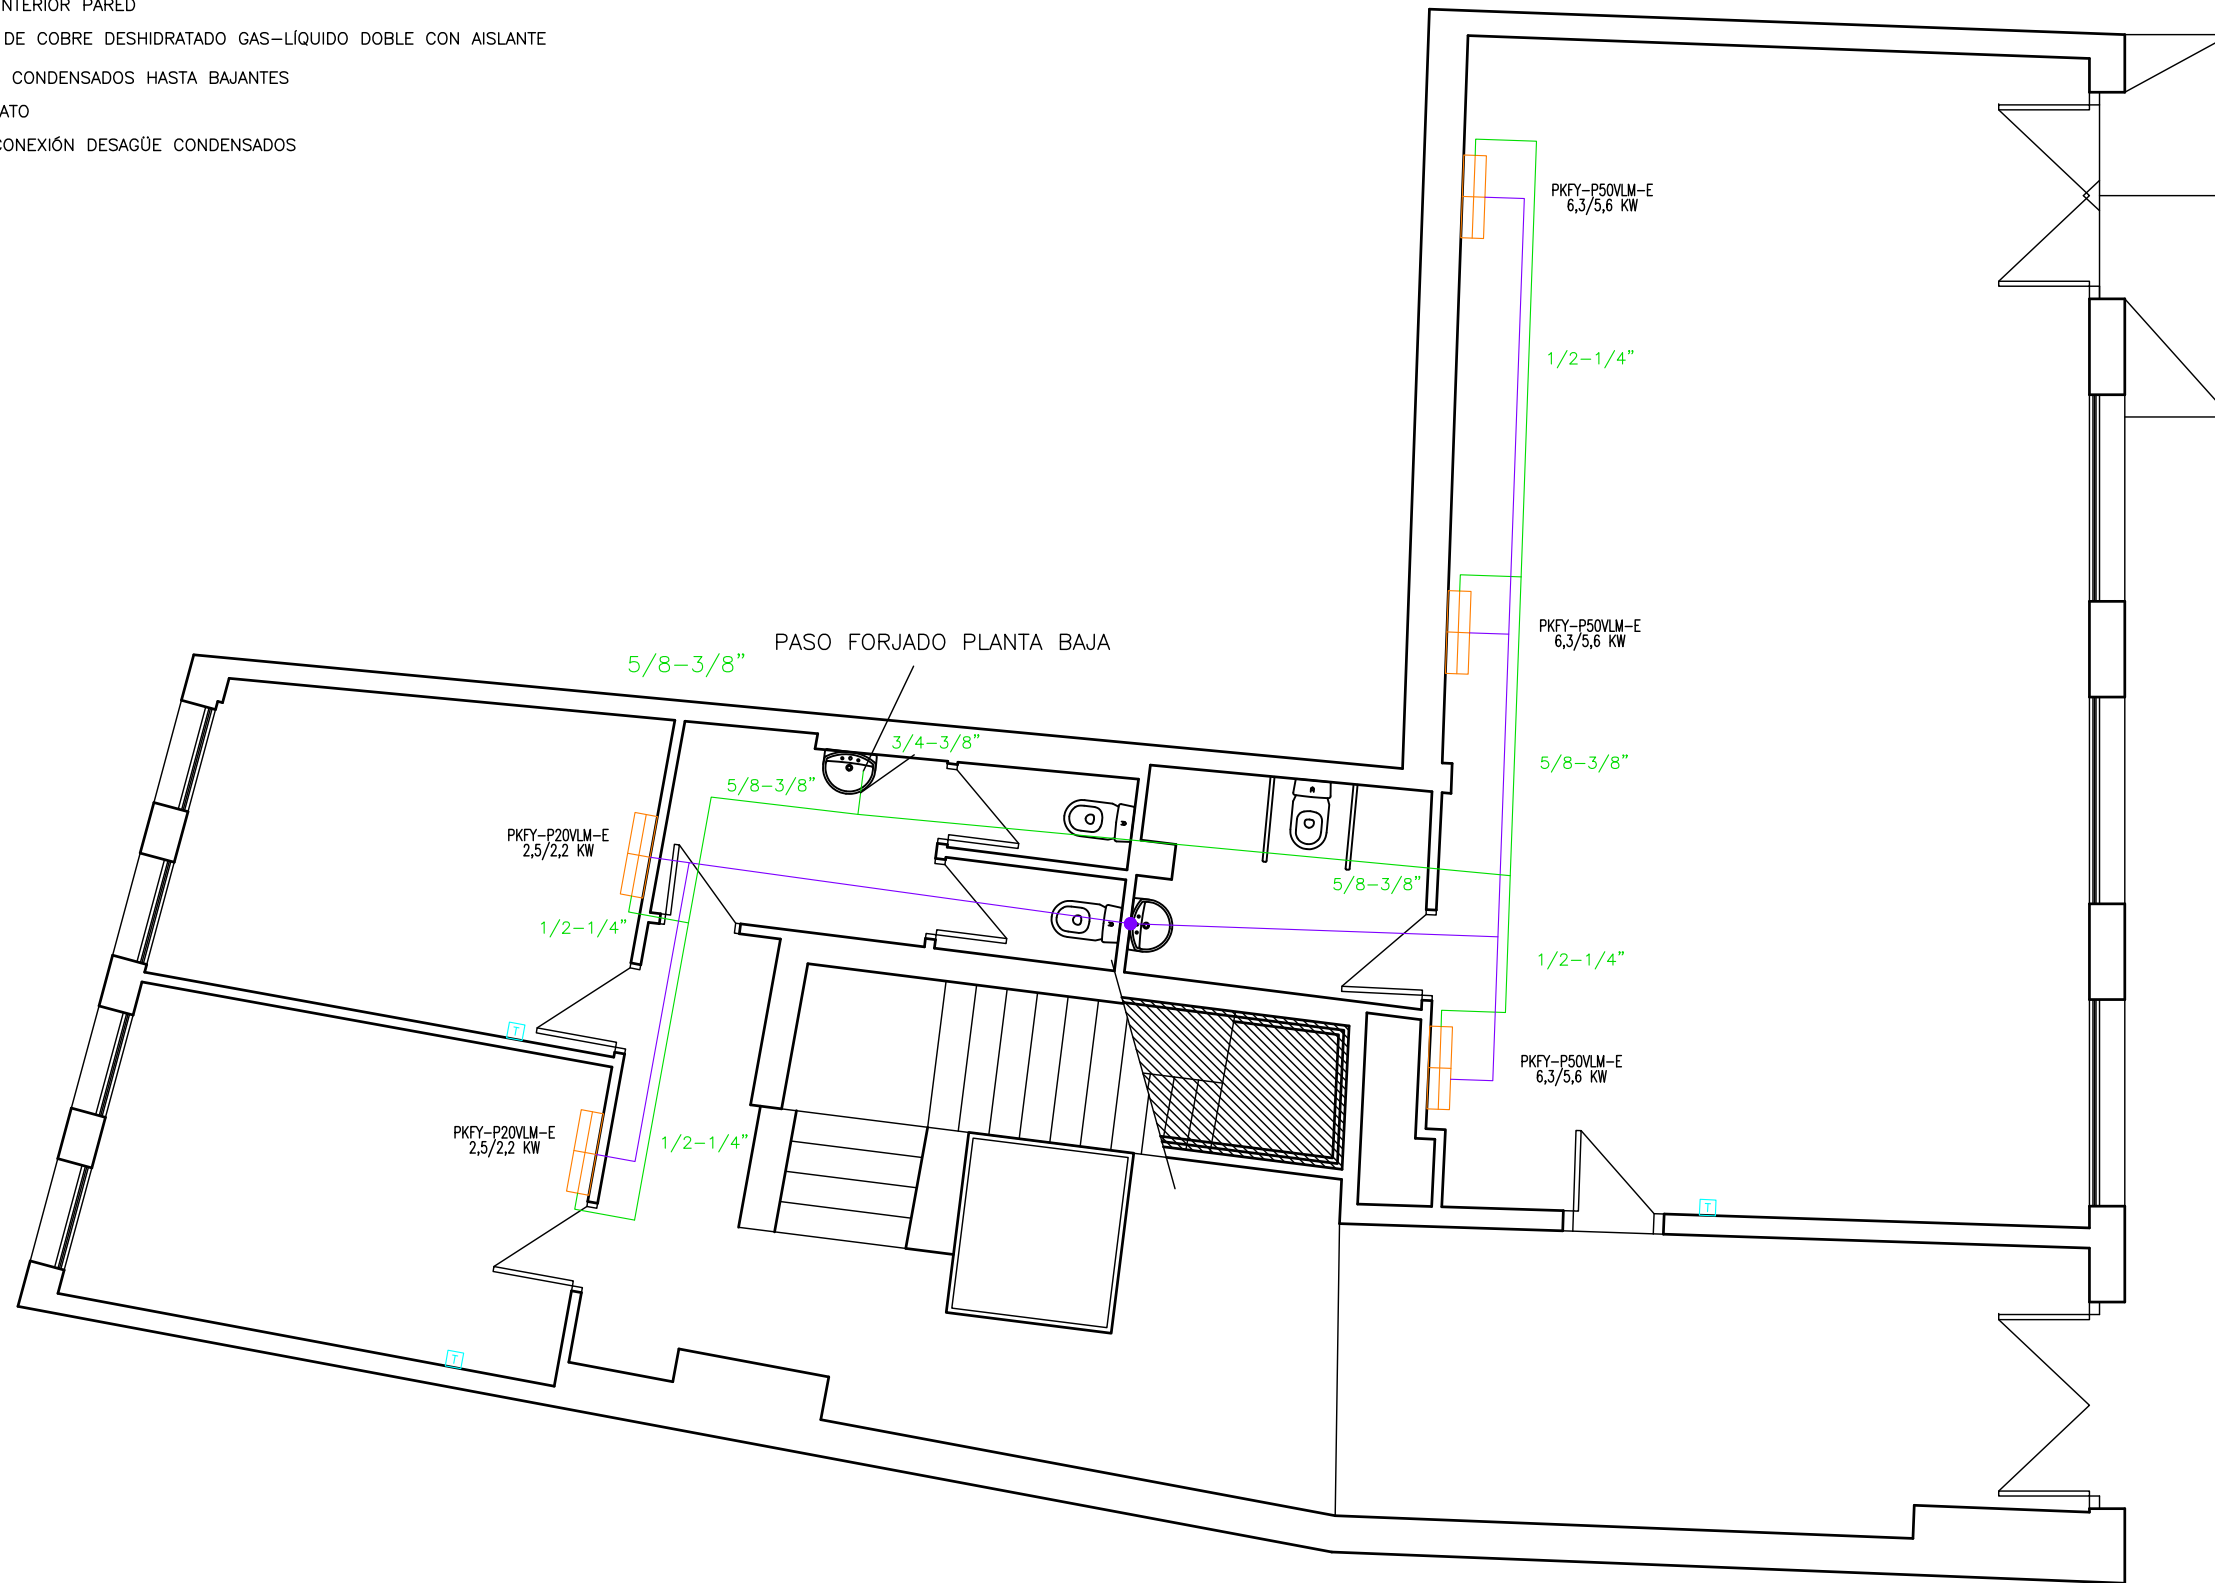 INTERIOR PARED
DE COBRE DESHIDRATADO GAS-LÍQUIDO DOBLE CON AISLANTE
CONDENSADOS HASTA BAJANTES
ATO
CONEXIÓN DESAGÜE CONDENSADOS
PKFY-P50VLM-E
6,3/5,6 KW
1/2-1/4"
PKFY-P50VLM-E
6,3/5,6 KW
PASO FORJADO PLANTA BAJA
5/8-3/8"
3/4-3/8"
5/8-3/8"
5/8-3/8"
PKFY-P20VLM-E
2,5/2,2 KW
5/8-3/8"
1/2-1/4"
1/2-1/4"
T
PKFY-P50VLM-E
6,3/5,6 KW
PKFY-P20VLM-E
2,5/2,2 KW
1/2-1/4"
T
T